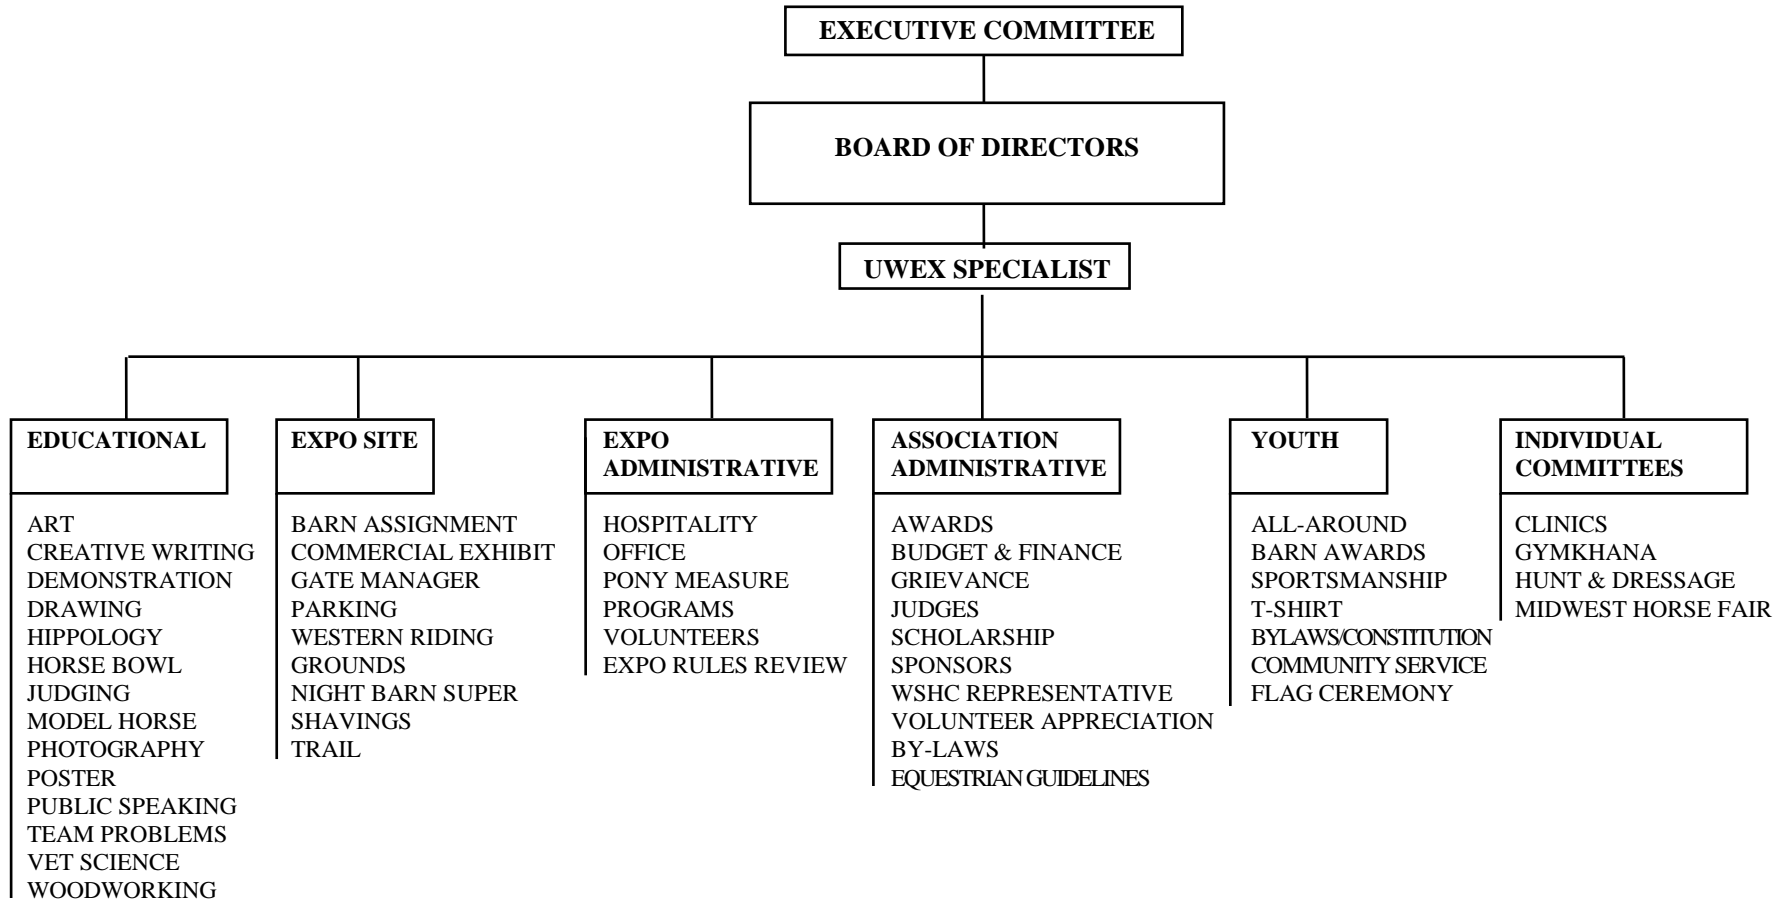 EXECUTIVE COMMITTEE
BOARD OF DIRECTORS
UWEX SPECIALIST
EDUCATIONAL
ART
CREATIVE WRITING
DEMONSTRATION
DRAWING
HIPPOLOGY
HORSE BOWL
JUDGING
MODEL HORSE
PHOTOGRAPHY
POSTER
PUBLIC SPEAKING
TEAM PROBLEMS
VET SCIENCE
WOODWORKING
EXPO SITE
BARN ASSIGNMENT
COMMERCIAL EXHIBIT
GATE MANAGER
PARKING
WESTERN RIDING
GROUNDS
NIGHT BARN SUPER
SHAVINGS
TRAIL
EXPO
ADMINISTRATIVE
HOSPITALITY
OFFICE
PONY MEASURE
PROGRAMS
VOLUNTEERS
EXPO RULES REVIEW
ASSOCIATION
ADMINISTRATIVE
AWARDS
BUDGET & FINANCE
GRIEVANCE
JUDGES
SCHOLARSHIP
SPONSORS
WSHC REPRESENTATIVE
VOLUNTEER APPRECIATION
BY-LAWS
EQUESTRIAN GUIDELINES
YOUTH
ALL-AROUND
BARN AWARDS
SPORTSMANSHIP
T-SHIRT
BYLAWS/CONSTITUTION
COMMUNITY SERVICE
FLAG CEREMONY
INDIVIDUAL
COMMITTEES
CLINICS
GYMKHANA
HUNT & DRESSAGE
MIDWEST HORSE FAIR